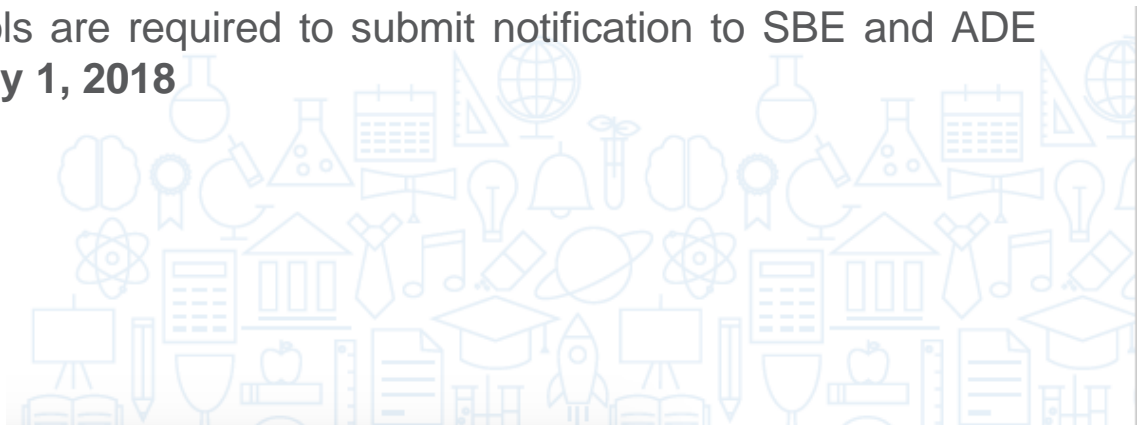 ols are required to submit notification to SBE and ADE
y 1, 2018